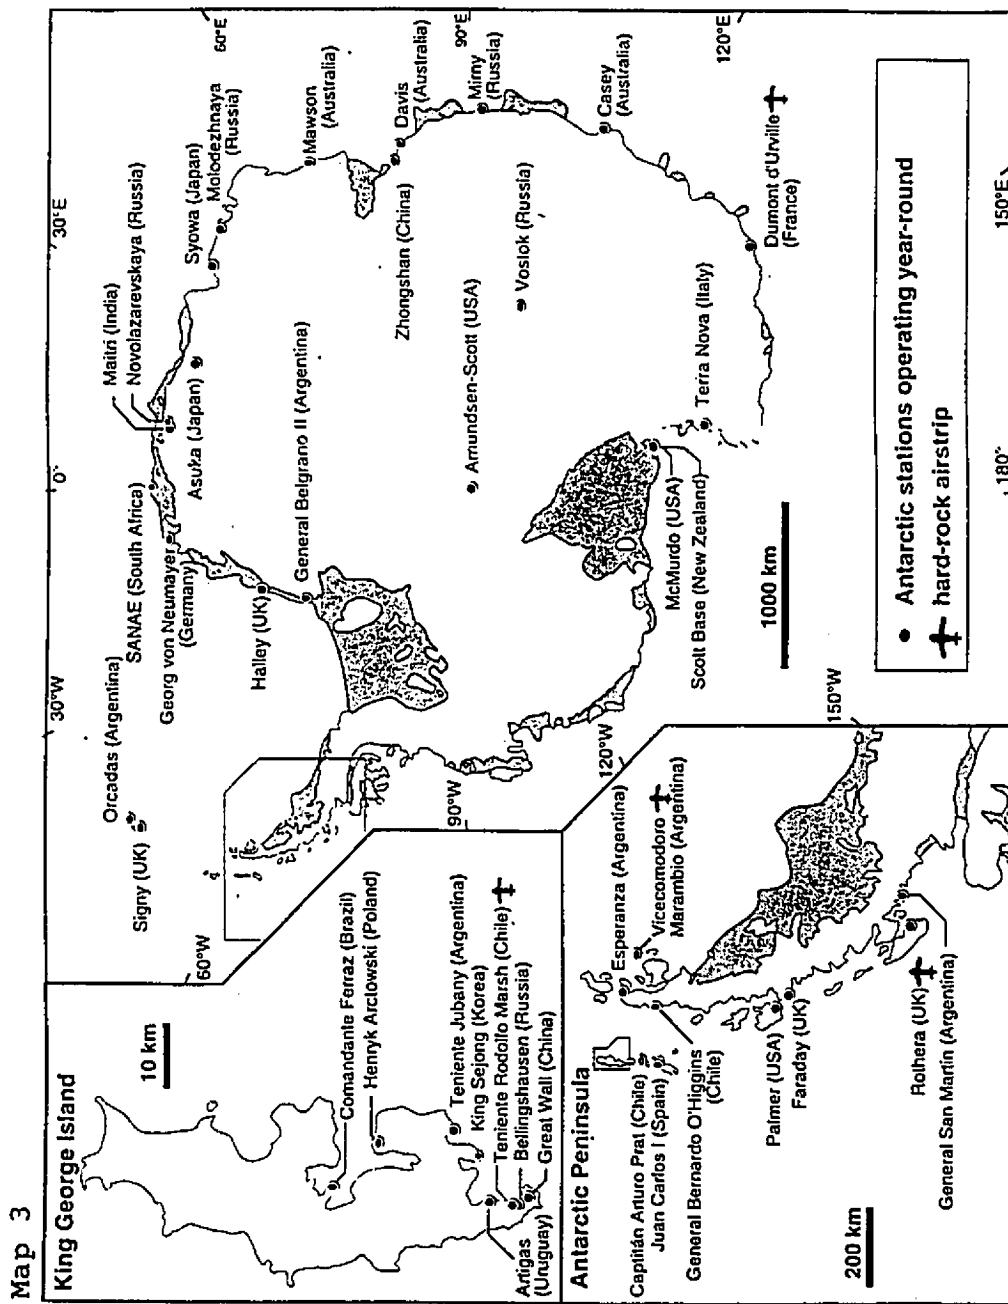 Map 3
King George Island
10 km
Comandante Ferraz (Brazil)
Henryk Arclowski (Poland)
Teniente Jubany (Argentina)
King Sejong (Korea)
Teniente Rodolfo Marsh (Chile)
Bellingshausen (Russia)
Great Wall (China)
Artigas
(Uruguay)
Antarctic Peninsula
Esperanza (Argentina)
Vicecomodoro
Marambio (Argentina)
Capitián Arturo Prat (Chile)
Juan Carlos I (Spain)
General Bernardo O'Higgins
(Chile)
Palmer (USA)
Faraday (UK)
Rothera (UK)
General San Martin (Argentina)
200 km
60°W
30°W
0°
30°E
60°E
90°E
120°E
150°E
180°
150°W
120°W
90°W
Orcadas (Argentina)
Signy (UK)
SANAE (South Africa)
Georg von Neumayer
(Germany)
Halley (UK)
General Belgrano II (Argentina)
Maitri (India)
Novolazarevskaya (Russia)
Asuka (Japan)
Syowa (Japan)
Molodezhnaya
(Russia)
Mawson
(Australia)
Davis
(Australia)
Zhongshan (China)
Mirny
(Russia)
Casey
(Australia)
Amundsen-Scott (USA)
Voslok (Russia)
Dumont d'Urville
(France)
Terra Nova (Italy)
McMurdo (USA)
Scott Base (New Zealand)
1000 km
Antarctic stations operating year-round
hard-rock airstrip